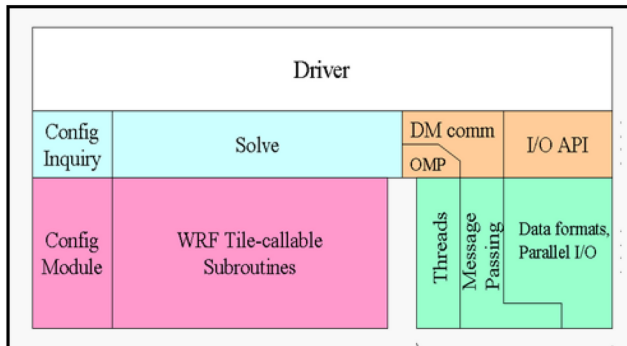 Driver
Config
Inquiry
Solve
DM comm
OMP
I/O API
Config
Module
WRF Tile-callable
Subroutines
Threads
Message
Passing
Data formats,
Parallel I/O